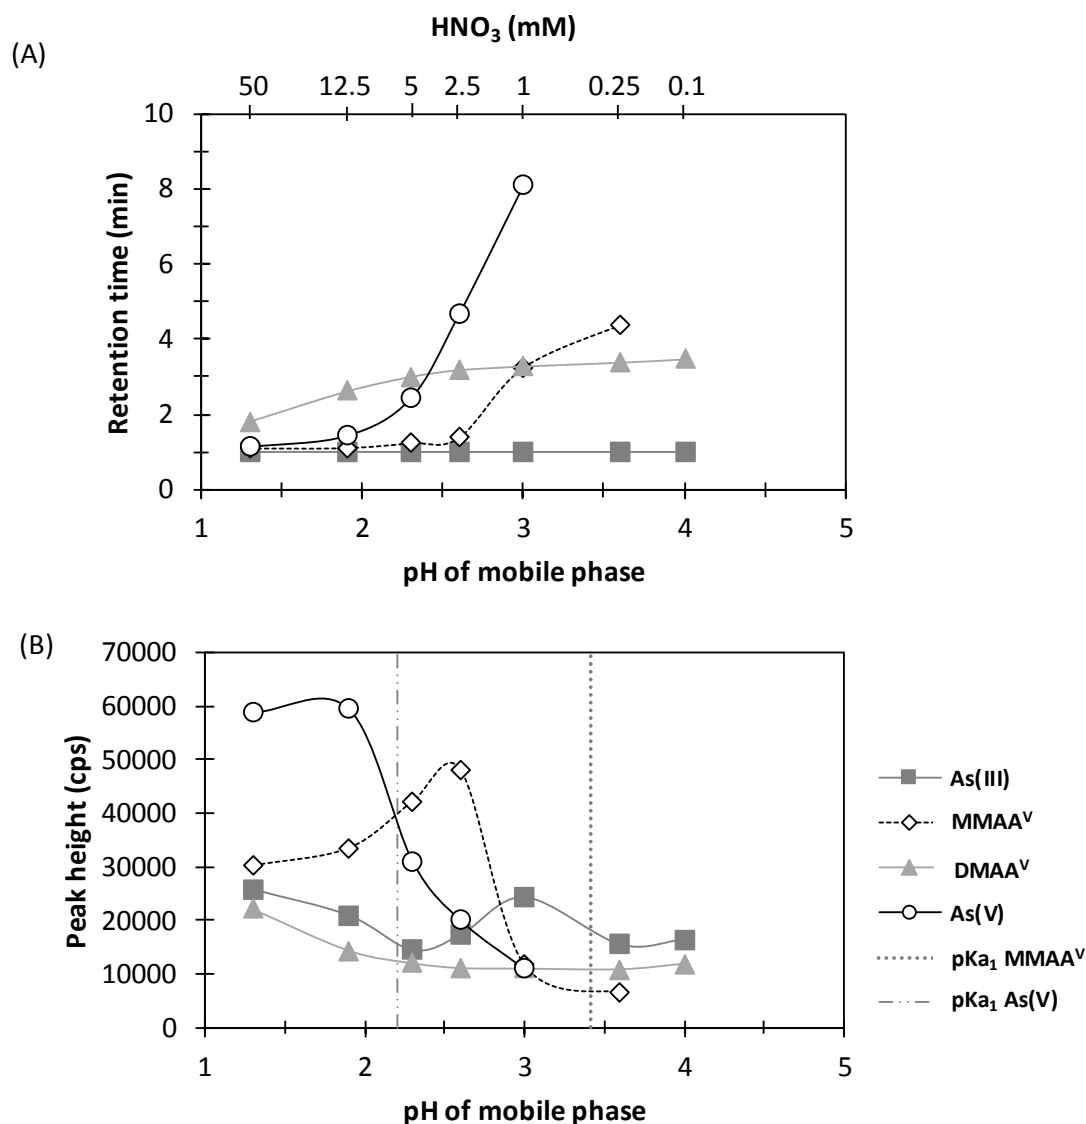 HNO₃ (mM)
(A)
50 12.5 5 2.5 1 0.25 0.1
10
8
6
4
2
0
Retention time (min)
1 2 3 4 5
pH of mobile phase
(B)
70000
60000
50000
40000
30000
20000
10000
0
Peak height (cps)
1 2 3 4 5
pH of mobile phase
As(III)
MMAAⱽ
DMAAⱽ
As(V)
pKa₁ MMAAⱽ
pKa₁ As(V)